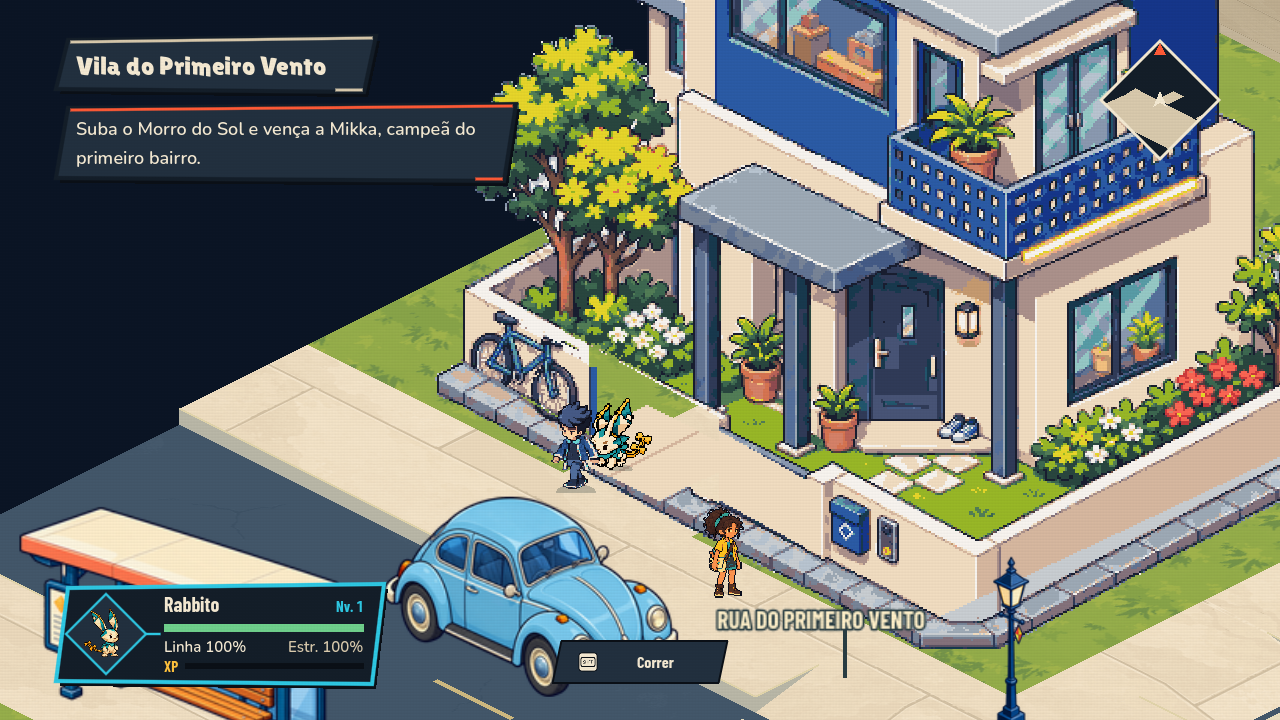 Vila do Primeiro Vento
Suba o Morro do Sol e vença a Mikka, campeã do
primeiro bairro.
Rabbito
Nv. 1
Linha 100%
Estr. 100%
XP
RUA DO PRIMEIRO VENTO
Correr